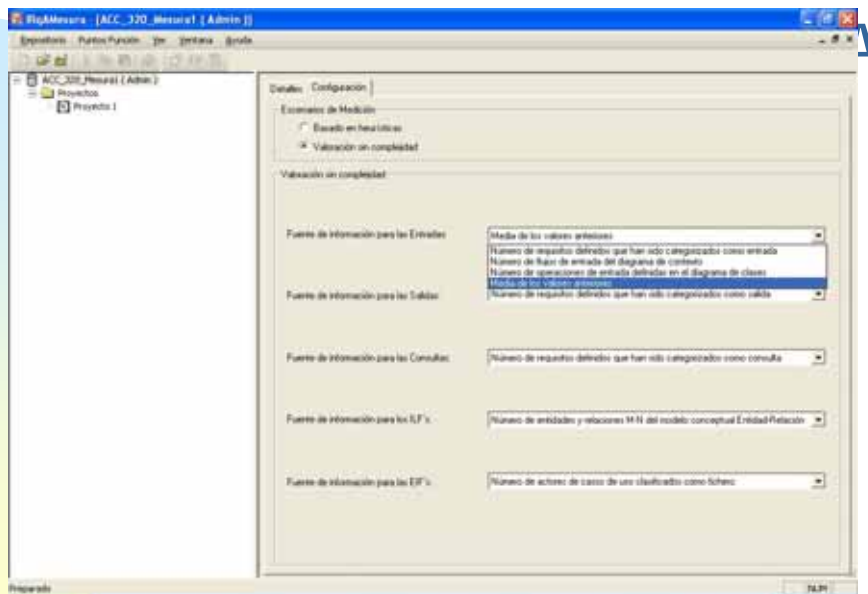 IRqAMesura - [ACC_320_Mesura1 ( Admin )]
Repositorio Puntos Función Ver Ventana Ayuda
ACC_320_Mesura1 ( Admin )
Proyectos
Proyecto 1
Detalles Configuración
Escenarios de Medición
Basado en heurísticas
Valoración sin complejidad
Valoración sin complejidad
Fuente de información para las Entradas
Media de los valores anteriores
Número de requisitos definidos que han sido categorizados como entrada
Número de flujos de entrada del diagrama de contexto
Número de operaciones de entrada definidas en el diagrama de clases
Media de los valores anteriores
Fuente de información para las Salidas
Número de requisitos definidos que han sido categorizados como salida
Fuente de información para las Consultas
Número de requisitos definidos que han sido categorizados como consulta
Fuente de información para los ILF's
Número de entidades y relaciones M-N del modelo conceptual Entidad-Relación
Fuente de información para los EIF's
Número de actores de casos de uso clasificados como fichero
Preparado
NUM